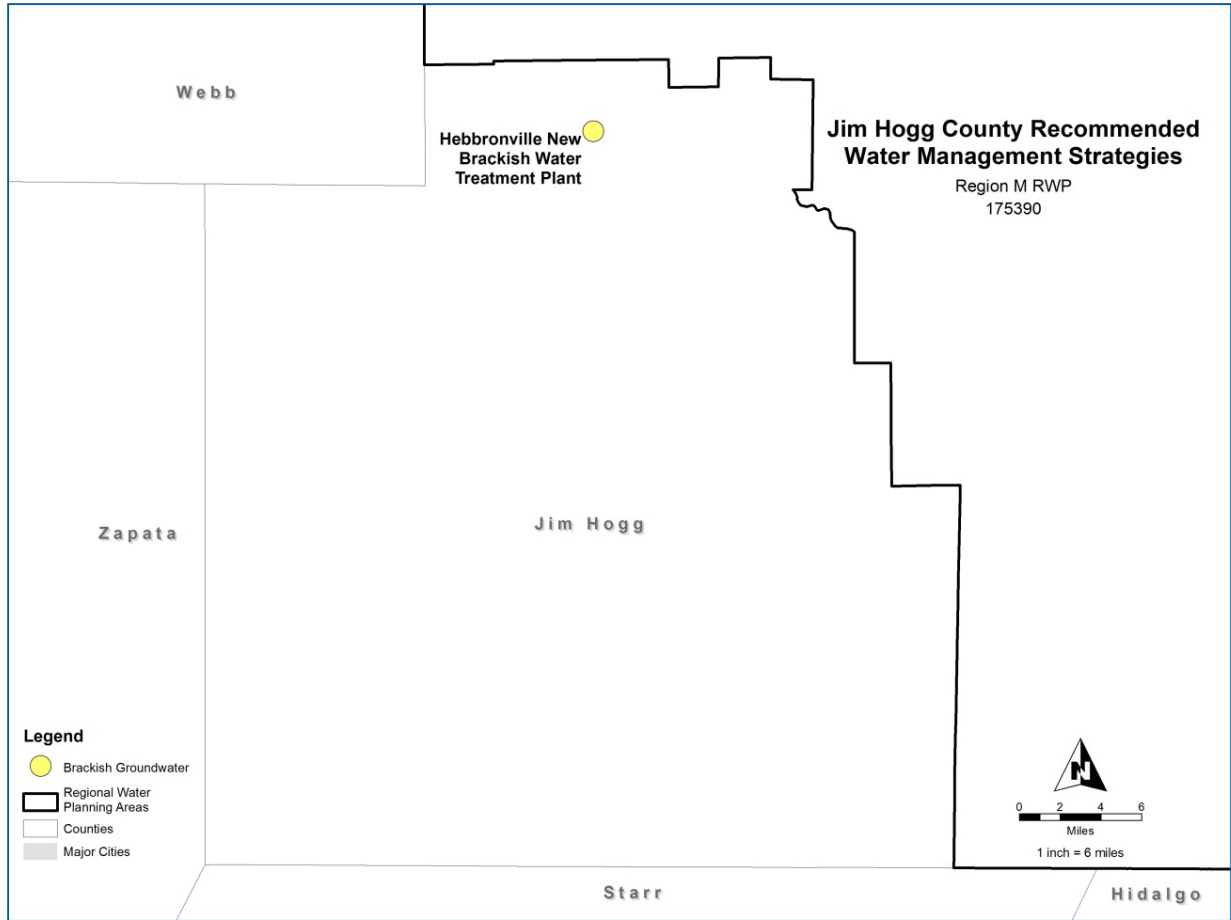 Webb
Hebbronville New
Brackish Water
Treatment Plant
Jim Hogg County Recommended
Water Management Strategies
Region M RWP
175390
Zapata
Jim Hogg
Legend
Brackish Groundwater
Regional Water
Planning Areas
Counties
Major Cities
N
0 2 4 6
Miles
1 inch = 6 miles
Starr
Hidalgo